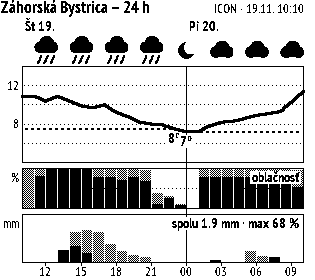 Záhorská Bystrica – 24 h
ICON · 19.11. 10:10
Št 19.
Pi 20.
12
8
8°
7°
%
oblačnosť
mm
spolu 1.9 mm · max 68 %
12 15 18 21 00 03 06 09